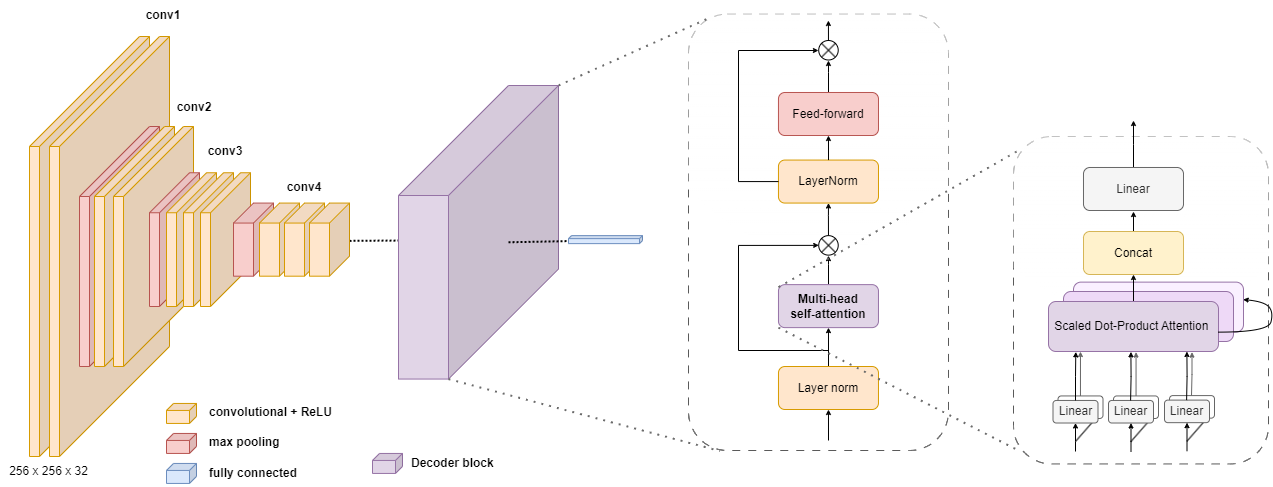 conv1
conv2
conv3
conv4
256 x 256 x 32
convolutional + ReLU
max pooling
fully connected
Decoder block
Feed-forward
LayerNorm
Multi-head
self-attention
Layer norm
Linear
Concat
Scaled Dot-Product Attention
Linear
Linear
Linear